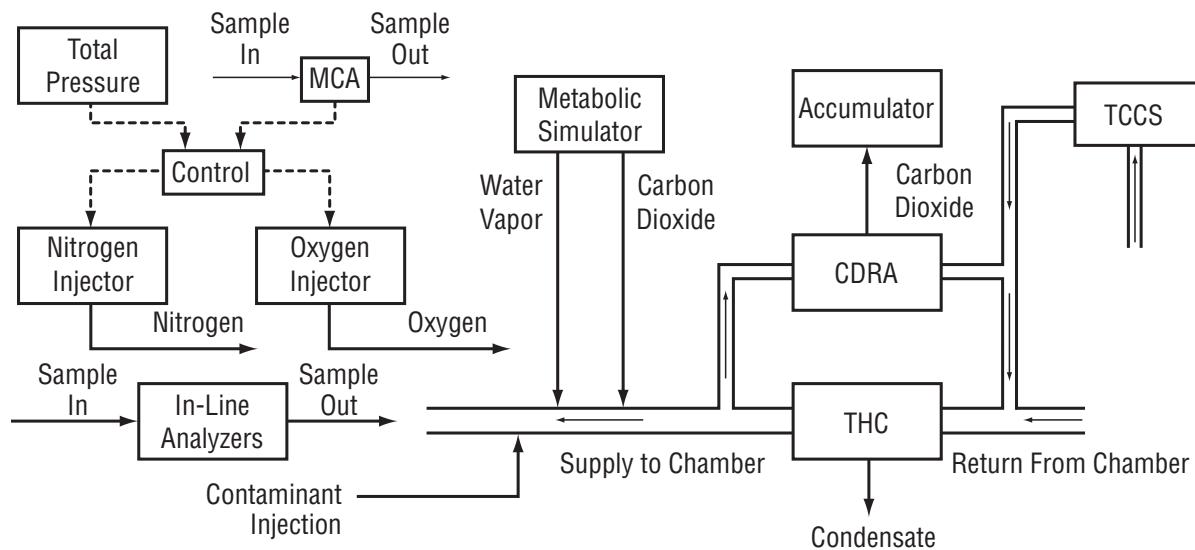 Total
Pressure
Sample
In
MCA
Sample
Out
Control
Nitrogen
Injector
Oxygen
Injector
Nitrogen
Oxygen
Sample
In
In-Line
Analyzers
Sample
Out
Contaminant
Injection
Metabolic
Simulator
Water
Vapor
Carbon
Dioxide
Accumulator
Carbon
Dioxide
TCCS
CDRA
THC
Supply to Chamber
Return From Chamber
Condensate